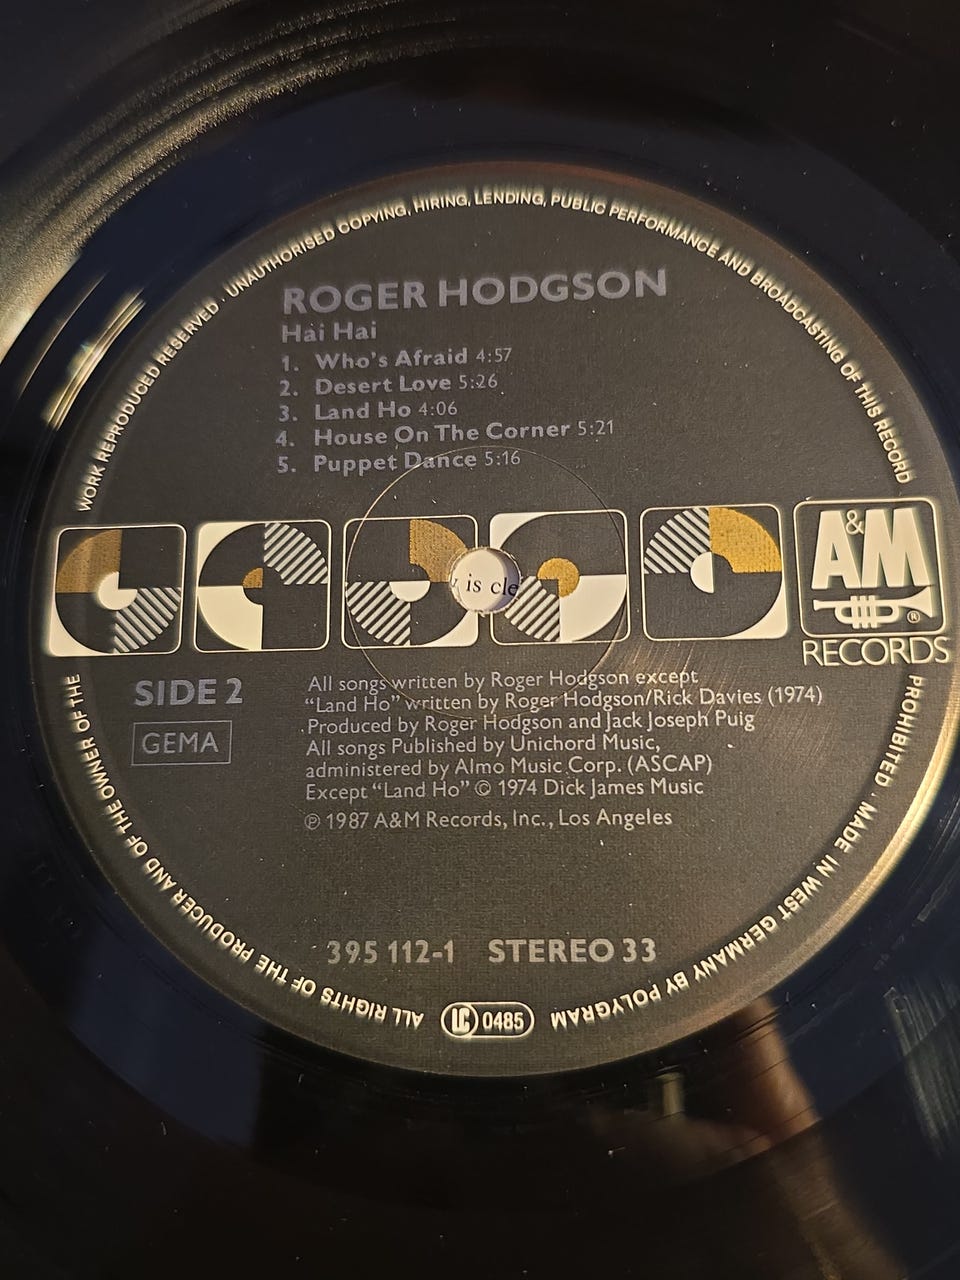 WORK REPRODUCED RESERVED · UNAUTHORISED COPYING, HIRING, LENDING, PUBLIC PERFORMANCE AND BROADCASTING OF THIS RECORD
ROGER HODGSON
Hai Hai
1. Who's Afraid 4:57
2. Desert Love 5:26
3. Land Ho 4:06
4. House On The Corner 5:21
5. Puppet Dance 5:16
is cle
A&M
®
RECORDS
SIDE 2
GEMA
All songs written by Roger Hodgson except
"Land Ho" written by Roger Hodgson/Rick Davies (1974)
Produced by Roger Hodgson and Jack Joseph Puig
All songs Published by Unichord Music,
administered by Almo Music Corp. (ASCAP)
Except "Land Ho" © 1974 Dick James Music
℗ 1987 A&M Records, Inc., Los Angeles
395 112-1 STEREO 33
PROHIBITED · MADE IN WEST GERMANY BY POLYGRAM
LC 0485
ALL RIGHTS OF THE PRODUCER AND OF THE OWNER OF THE